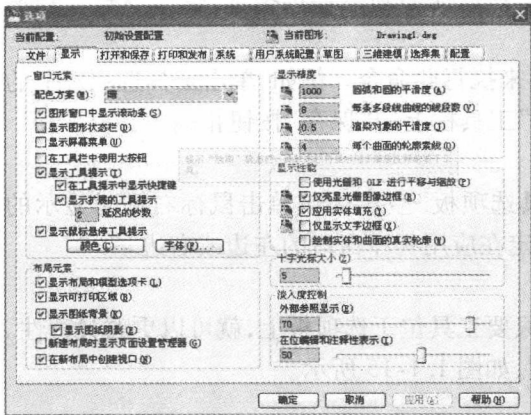 选项
当前配置: 初始设置配置 当前图形: Drawing1.dwg
文件 显示 打开和保存 打印和发布 系统 用户系统配置 草图 三维建模 选择集 配置
窗口元素
配色方案(M): 暗
图形窗口中显示滚动条(S)
显示图形状态栏(D)
显示屏幕菜单(U)
在工具栏中使用大按钮
显示工具提示(T)
在工具提示中显示快捷键
显示扩展的工具提示
2 延迟的秒数
显示鼠标悬停工具提示
颜色(C)... 字体(F)...
布局元素
显示布局和模型选项卡(L)
显示可打印区域(B)
显示图纸背景(K)
显示图纸阴影(E)
新建布局时显示页面设置管理器(G)
在新布局中创建视口(N)
显示精度
1000 圆弧和圆的平滑度(A)
8 每条多段线曲线的线段数(V)
0.5 渲染对象的平滑度(J)
4 每个曲面的轮廓素线(O)
显示性能
使用光栅和 OLE 进行平移与缩放(P)
仅亮显光栅图像边框(R)
应用实体填充(Y)
仅显示文字边框(X)
绘制实体和曲面的真实轮廓(W)
十字光标大小(Z)
5
淡入度控制
外部参照显示(E)
70
在位编辑和注释性表示(I)
50
确定 取消 应用(A) 帮助(H)